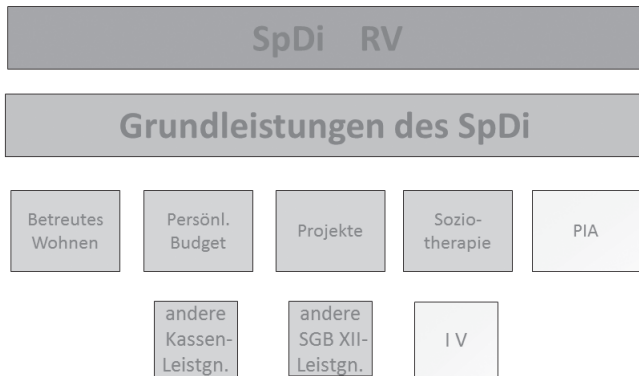 SpDi RV
Grundleistungen des SpDi
Betreutes
Wohnen
Persönl.
Budget
Projekte
Sozio-
therapie
PIA
andere
Kassen-
Leistgn.
andere
SGB XII-
Leistgn.
I V